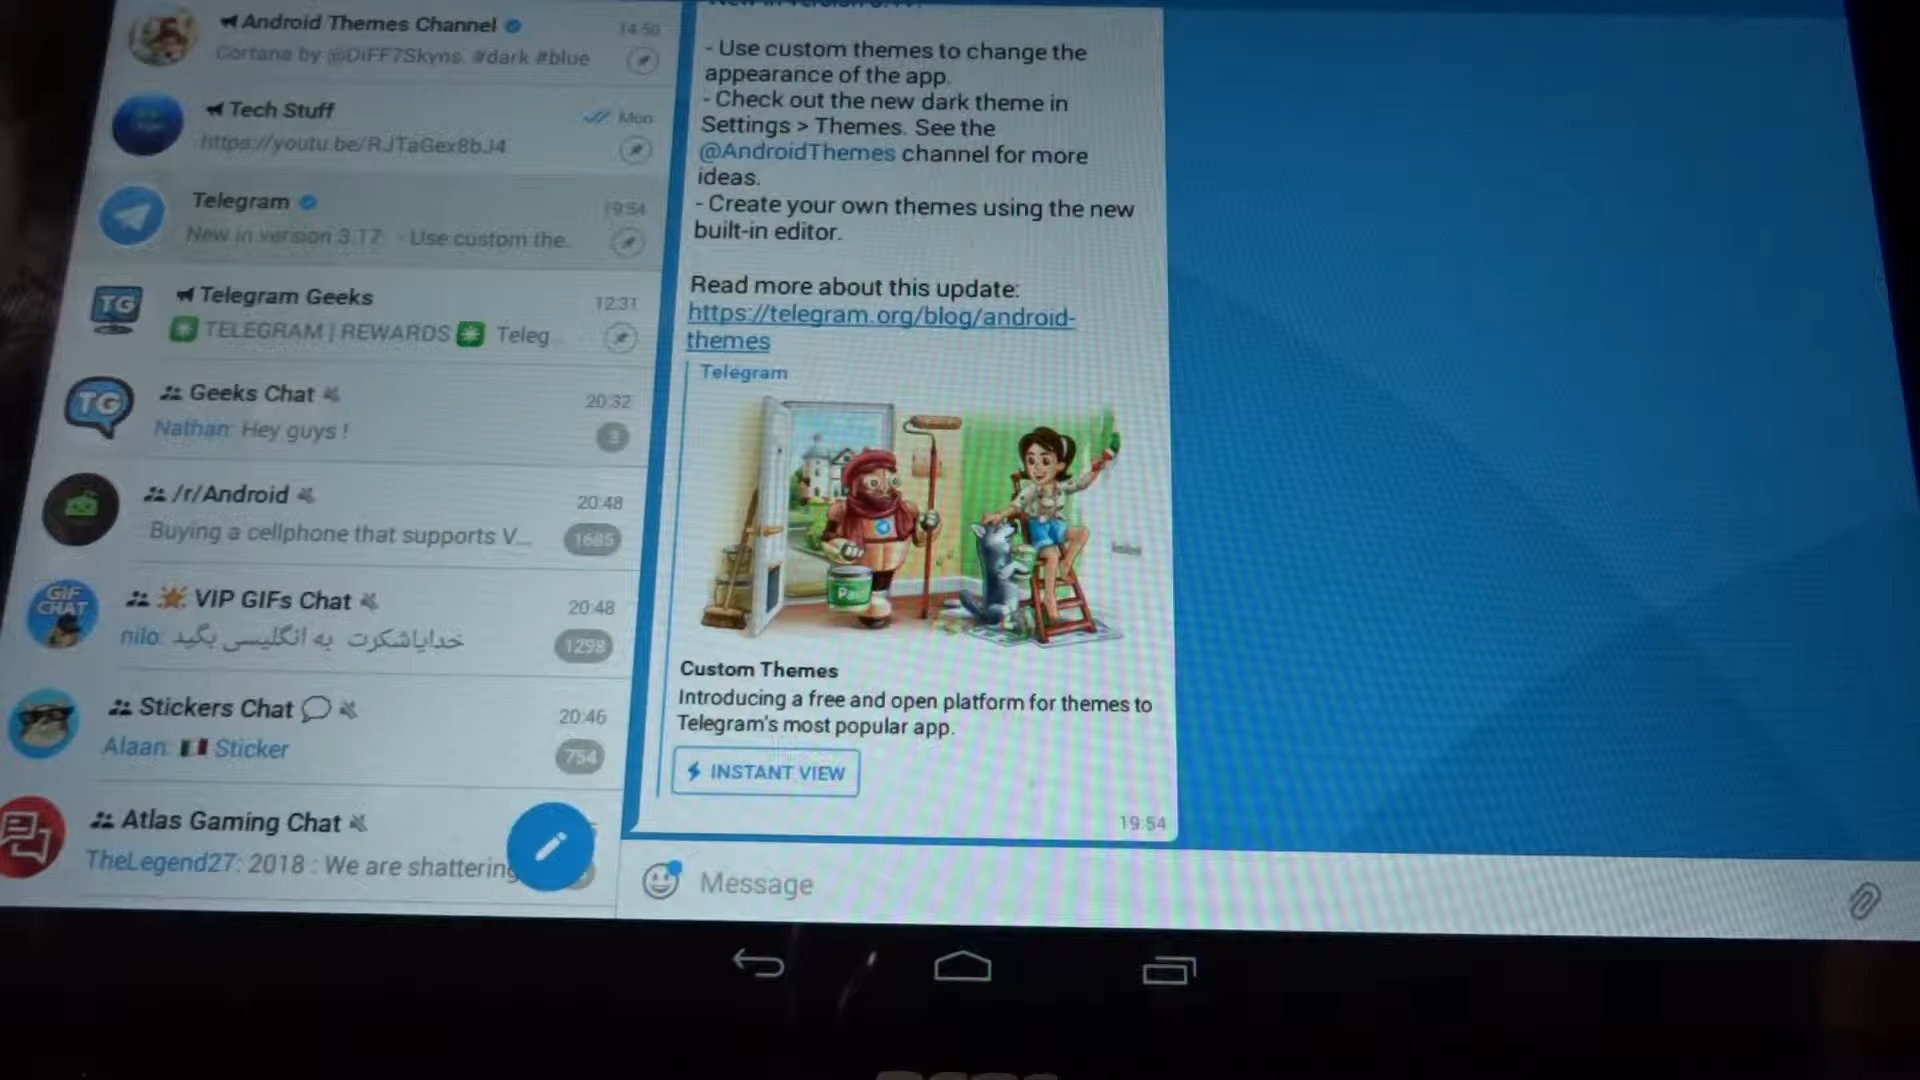 Android Themes Channel
14:50
Cortana by @DiFF7Skyns. #dark #blue
Tech Stuff
Mon
https://youtu.be/RJTaGex8bJ4
Telegram
19:54
New in version 3.17: - Use custom the..
TG
Telegram Geeks
12:31
TELEGRAM | REWARDS Teleg...
TG
Geeks Chat
20:32
Nathan: Hey guys !
3
/r/Android
20:48
Buying a cellphone that supports V...
1685
GIF
CHAT
VIP GIFs Chat
20:48
nilo: خدایاشکرت به انگلیسی بگید
1298
Stickers Chat
20:46
Alaan: Sticker
754
Atlas Gaming Chat
TheLegend27: 2018 : We are shattering
- Use custom themes to change the
appearance of the app.
- Check out the new dark theme in
Settings > Themes. See the
@AndroidThemes channel for more
ideas.
- Create your own themes using the new
built-in editor.
Read more about this update:
https://telegram.org/blog/android-
themes
Telegram
Custom Themes
Introducing a free and open platform for themes to
Telegram's most popular app.
INSTANT VIEW
19:54
Message